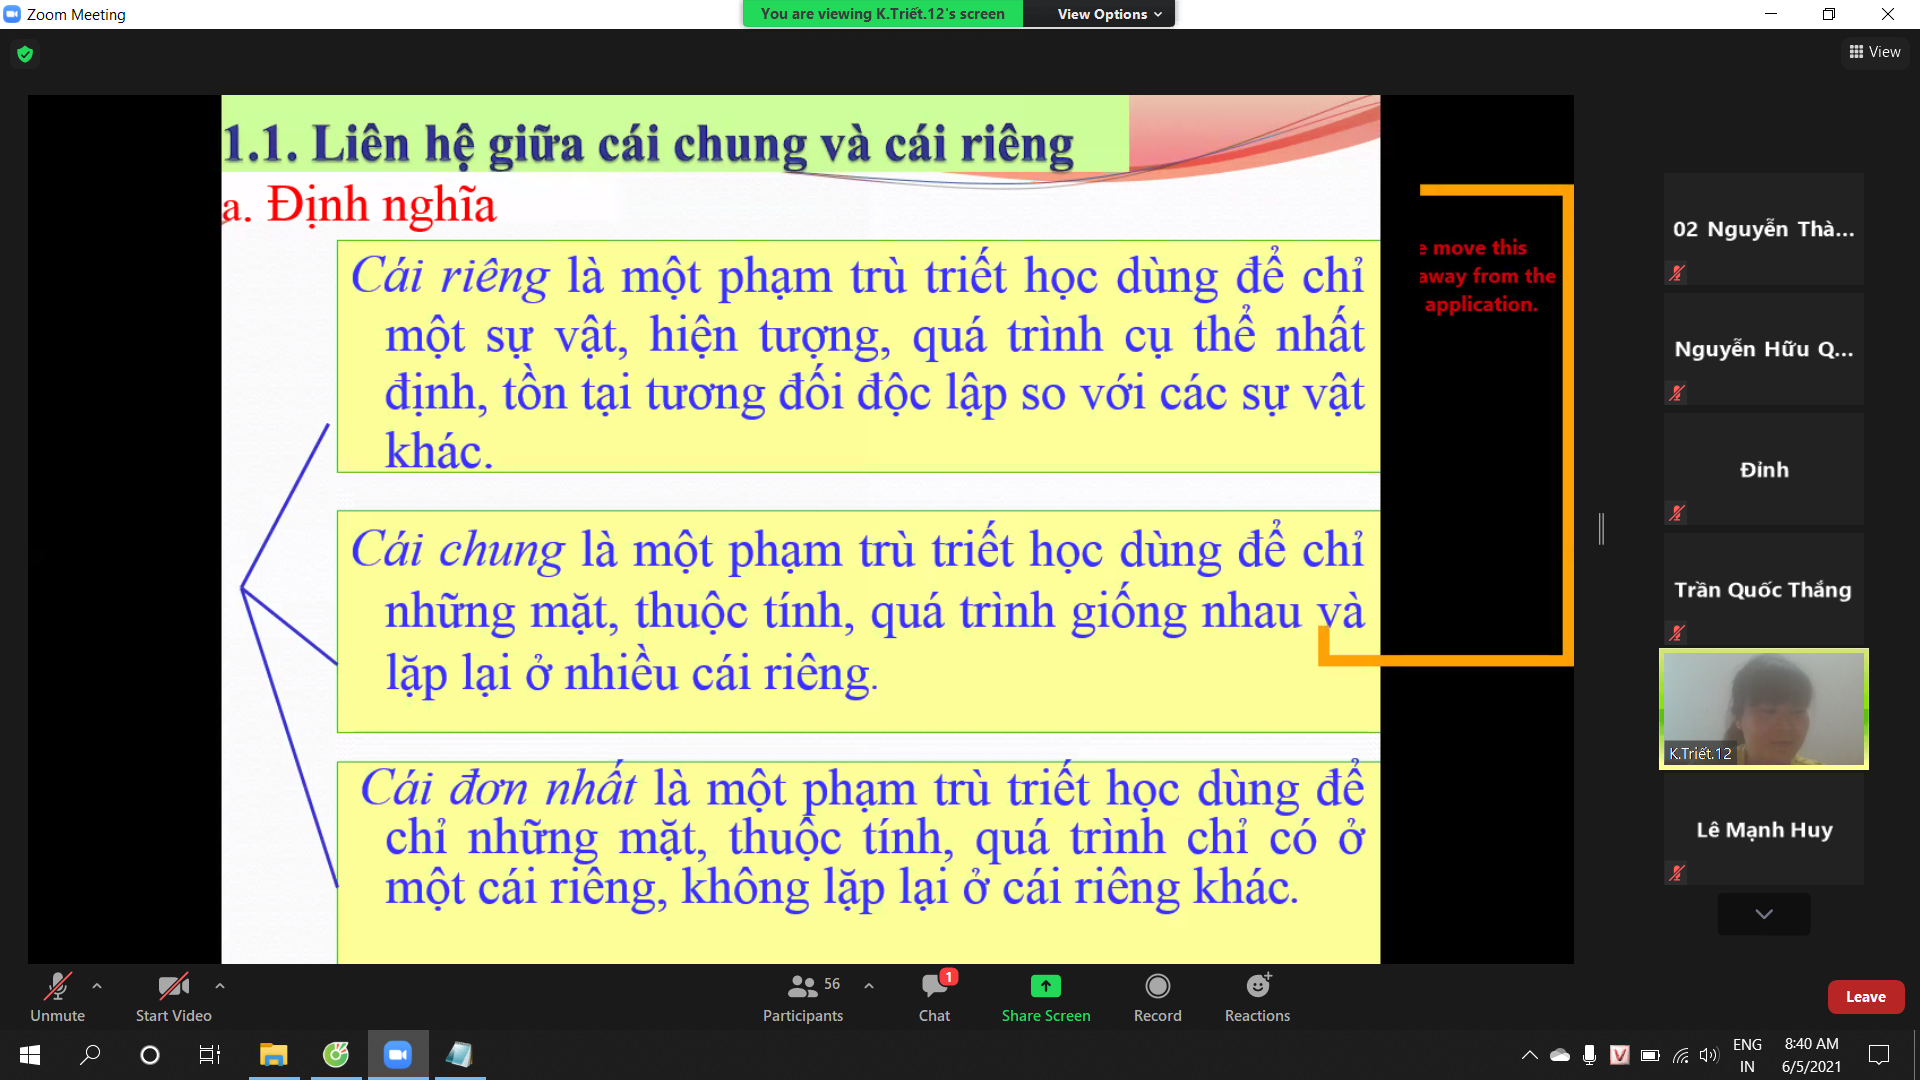 Zoom Meeting
You are viewing K.Triết.12's screen
View Options
View
1.1. Liên hệ giữa cái chung và cái riêng
a. Định nghĩa
Cái riêng là một phạm trù triết học dùng để chỉ
một sự vật, hiện tượng, quá trình cụ thể nhất
định, tồn tại tương đối độc lập so với các sự vật
khác.
Cái chung là một phạm trù triết học dùng để chỉ
những mặt, thuộc tính, quá trình giống nhau và
lặp lại ở nhiều cái riêng.
Cái đơn nhất là một phạm trù triết học dùng để
chỉ những mặt, thuộc tính, quá trình chỉ có ở
một cái riêng, không lặp lại ở cái riêng khác.
e move this
away from the
application.
02 Nguyễn Thà...
Nguyễn Hữu Q...
Đỉnh
Trần Quốc Thắng
K.Triết.12
Lê Mạnh Huy
Unmute
Start Video
56
Participants
1
Chat
Share Screen
Record
Reactions
Leave
ENG
IN
8:40 AM
6/5/2021